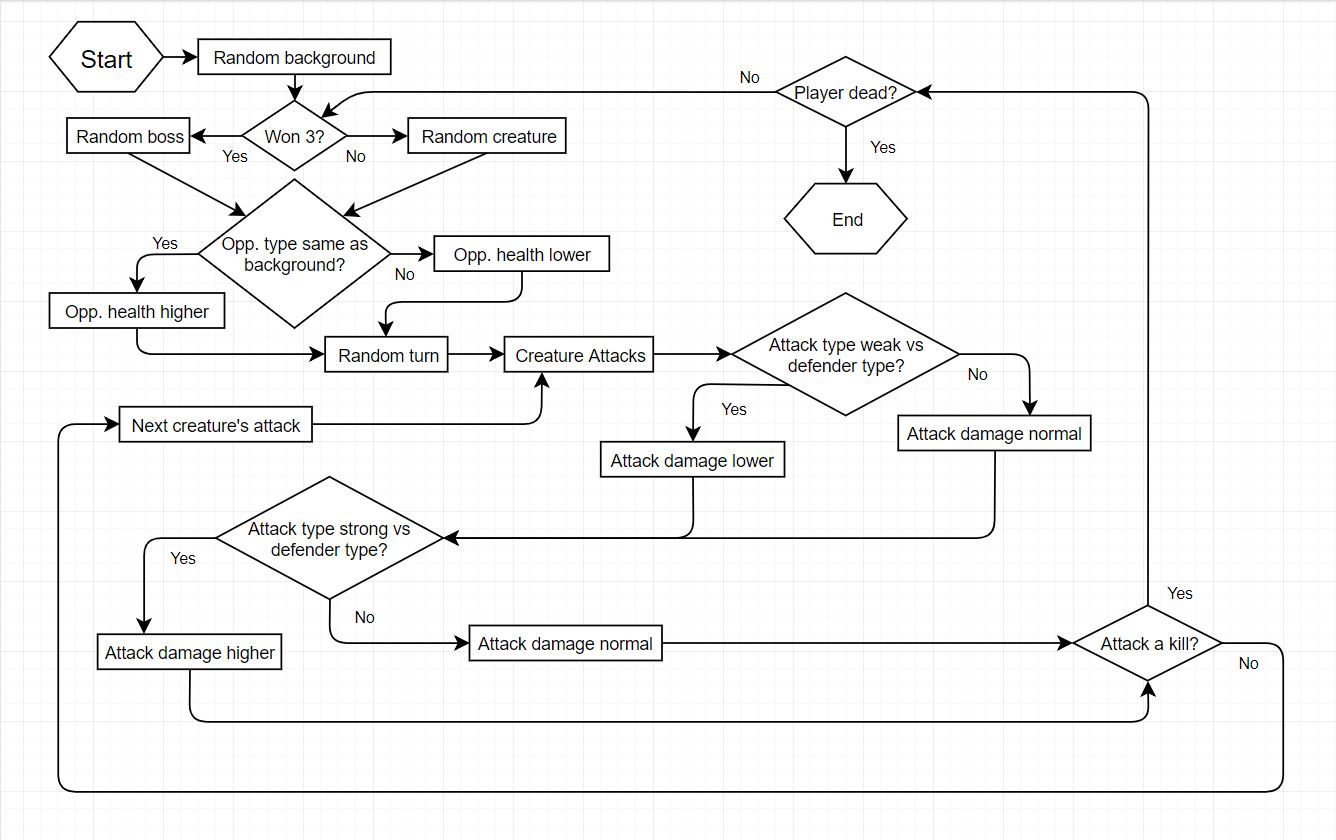 Start
Random background
No
Player dead?
Random boss
Won 3?
Random creature
Yes
No
Yes
End
Yes
Opp. type same as
background?
No
Opp. health lower
Opp. health higher
Random turn
Creature Attacks
Attack type weak vs
defender type?
No
Yes
Next creature's attack
Attack damage normal
Attack damage lower
Attack type strong vs
defender type?
Yes
No
Yes
Attack damage higher
Attack damage normal
Attack a kill?
No